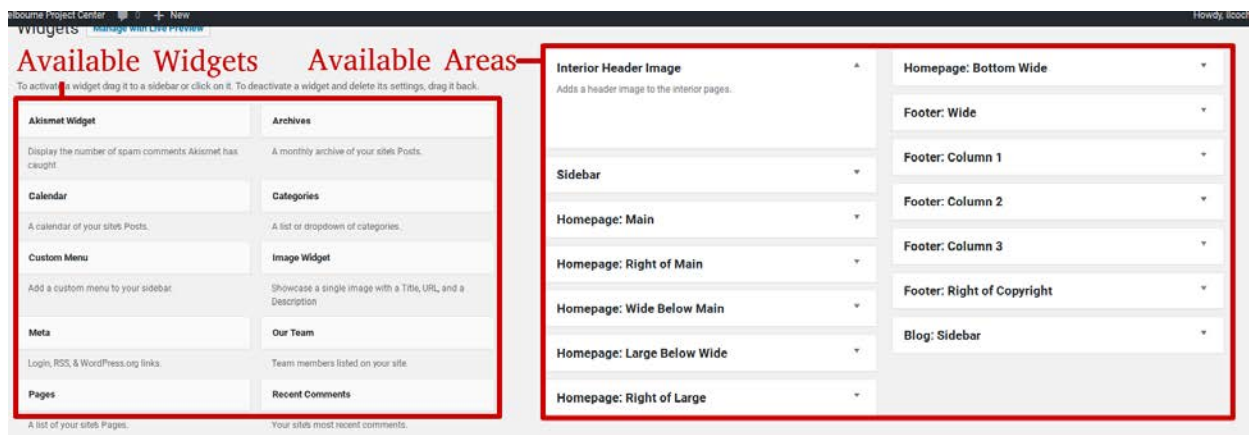 elbourne Project Center 0 + New Howdy, llcoch
Widgets Manage with Live Preview
Available Widgets
Available Areas
To activate a widget drag it to a sidebar or click on it. To deactivate a widget and delete its settings, drag it back.
Akismet Widget
Display the number of spam comments Akismet has
caught
Archives
A monthly archive of your site's Posts.
Calendar
A calendar of your site's Posts.
Categories
A list or dropdown of categories.
Custom Menu
Add a custom menu to your sidebar.
Image Widget
Showcase a single image with a Title, URL, and a
Description
Meta
Login, RSS, & WordPress.org links.
Our Team
Team members listed on your site
Pages
A list of your site's Pages.
Recent Comments
Your site's most recent comments.
Interior Header Image
Adds a header image to the interior pages.
Sidebar
Homepage: Main
Homepage: Right of Main
Homepage: Wide Below Main
Homepage: Large Below Wide
Homepage: Right of Large
Homepage: Bottom Wide
Footer: Wide
Footer: Column 1
Footer: Column 2
Footer: Column 3
Footer: Right of Copyright
Blog: Sidebar